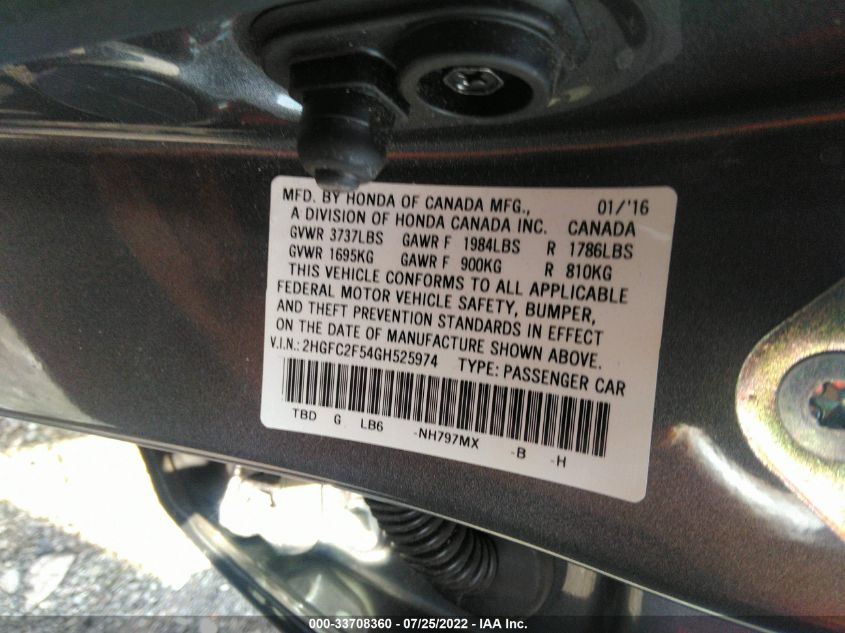 MFD. BY HONDA OF CANADA MFG., 01/'16
A DIVISION OF HONDA CANADA INC. CANADA
GVWR 3737LBS GAWR F 1984LBS R 1786LBS
GVWR 1695KG GAWR F 900KG R 810KG
THIS VEHICLE CONFORMS TO ALL APPLICABLE
FEDERAL MOTOR VEHICLE SAFETY, BUMPER,
AND THEFT PREVENTION STANDARDS IN EFFECT
ON THE DATE OF MANUFACTURE SHOWN ABOVE.
V.I.N.: 2HGFC2F54GH525974 TYPE: PASSENGER CAR
TBD G LB6 -NH797MX -B -H
000-33708360 - 07/25/2022 - IAA Inc.